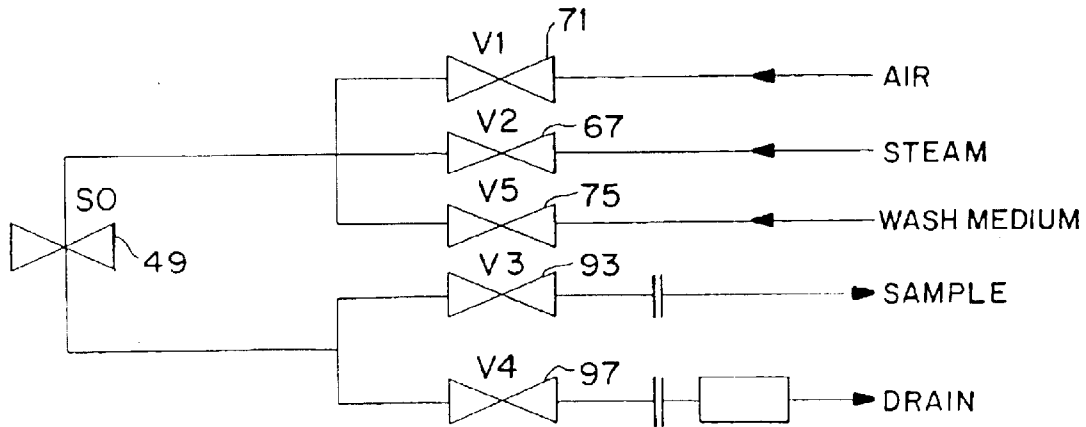 V1 71
AIR
V2 67
STEAM
V5 75
WASH MEDIUM
SO
49
V3 93
SAMPLE
V4 97
DRAIN